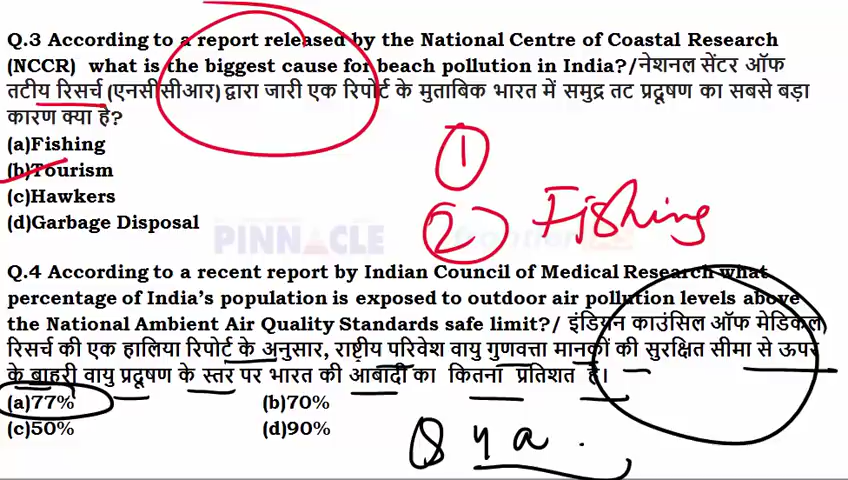 Q.3 According to a report released by the National Centre of Coastal Research
(NCCR) what is the biggest cause for beach pollution in India?/नेशनल सेंटर ऑफ
तटीय रिसर्च (एनसीसीआर) द्वारा जारी एक रिपोर्ट के मुताबिक भारत में समुद्र तट प्रदूषण का सबसे बड़ा
कारण क्या है?
(a)Fishing
(b)Tourism
(c)Hawkers
(d)Garbage Disposal
1
2 Fishing
PINNACLE
Q.4 According to a recent report by Indian Council of Medical Research what
percentage of India's population is exposed to outdoor air pollution levels above
the National Ambient Air Quality Standards safe limit?/ इंडियन काउंसिल ऑफ मेडिकल
रिसर्च की एक हालिया रिपोर्ट के अनुसार, राष्ट्रीय परिवेश वायु गुणवत्ता मानकों की सुरक्षित सीमा से ऊपर
के बाहरी वायु प्रदूषण के स्तर पर भारत की आबादी का कितना प्रतिशत है।
(a)77% (b)70%
(c)50% (d)90%
Q 4 a .